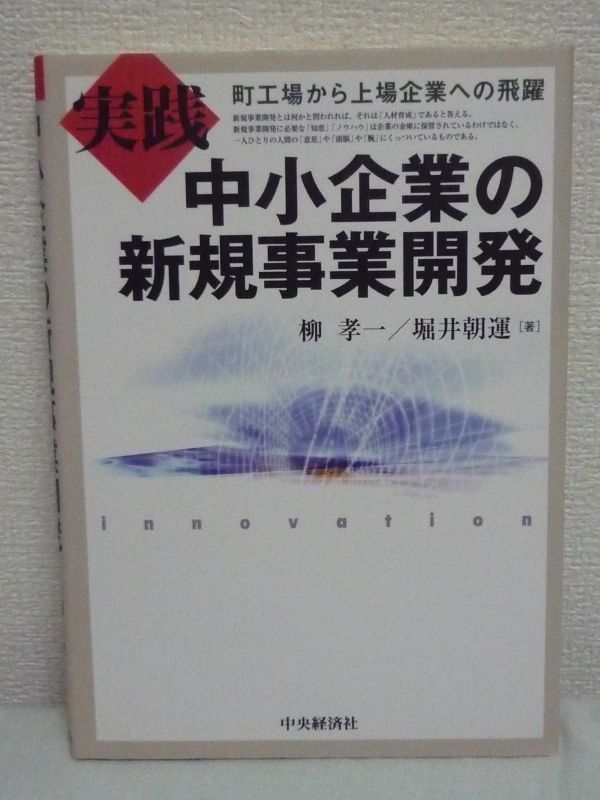 実践
町工場から上場企業への飛躍
新規事業開発とは何かと問われれば、それは「人材育成」であると答える。
新規事業開発に必要な「知恵」「ノウハウ」は企業の金庫に保管されているわけではなく、
一人ひとりの人間の「意思」や「頭脳」や「腕」にくっついているものである。
中小企業の
新規事業開発
柳 孝一／堀井朝運［著］
innovation
中央経済社